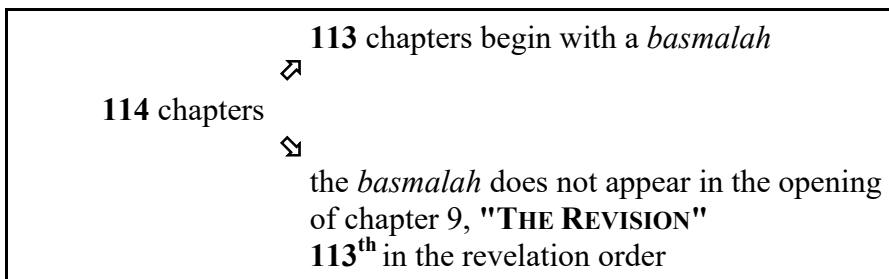 113 chapters begin with a basmalah
114 chapters
the basmalah does not appear in the opening
of chapter 9, "THE REVISION"
113th in the revelation order